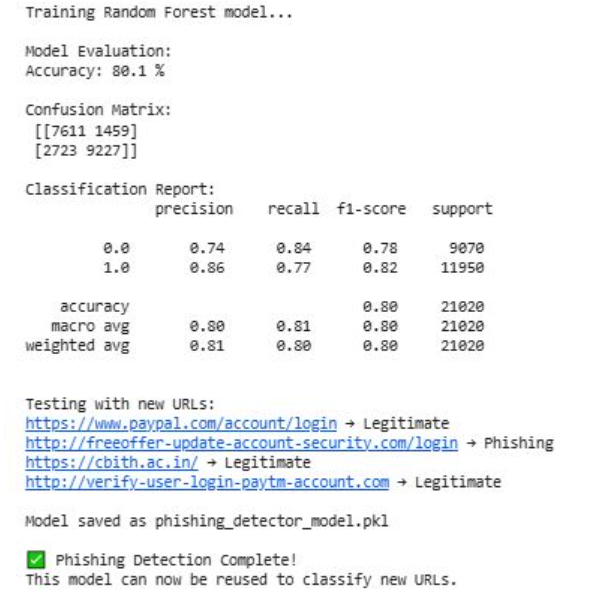 Training Random Forest model...
Model Evaluation:
Accuracy: 80.1 %
Confusion Matrix:
[[7611 1459]
[2723 9227]]
Classification Report:
precision recall f1-score support
0.0 0.74 0.84 0.78 9070
1.0 0.86 0.77 0.82 11950
accuracy 0.80 21020
macro avg 0.80 0.81 0.80 21020
weighted avg 0.81 0.80 0.80 21020
Testing with new URLs:
https://www.paypal.com/account/login → Legitimate
http://freeoffer-update-account-security.com/login → Phishing
https://cbith.ac.in/ → Legitimate
http://verify-user-login-paytm-account.com → Legitimate
Model saved as phishing_detector_model.pkl
✅ Phishing Detection Complete!
This model can now be reused to classify new URLs.